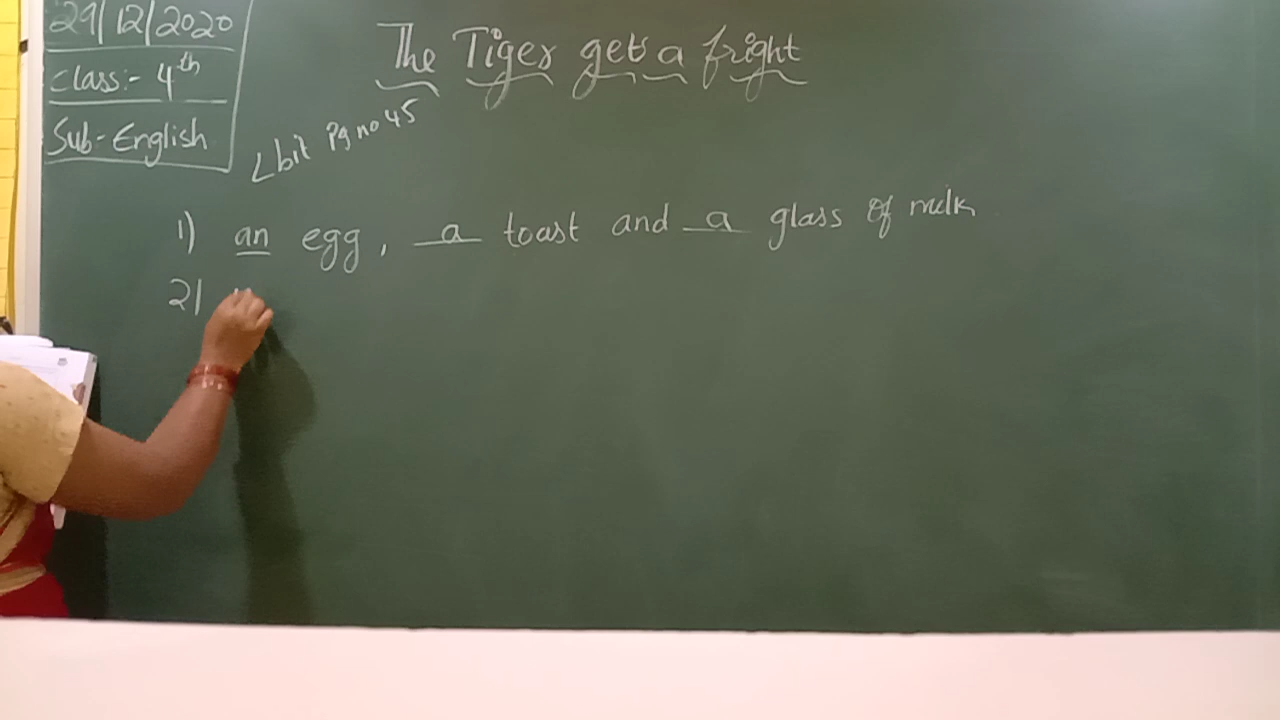 29/12/2020
Class:- 4th
Sub- English
The Tiger gets a fright
L bit Pg no 45
1) an egg, a toast and a glass of milk
2)